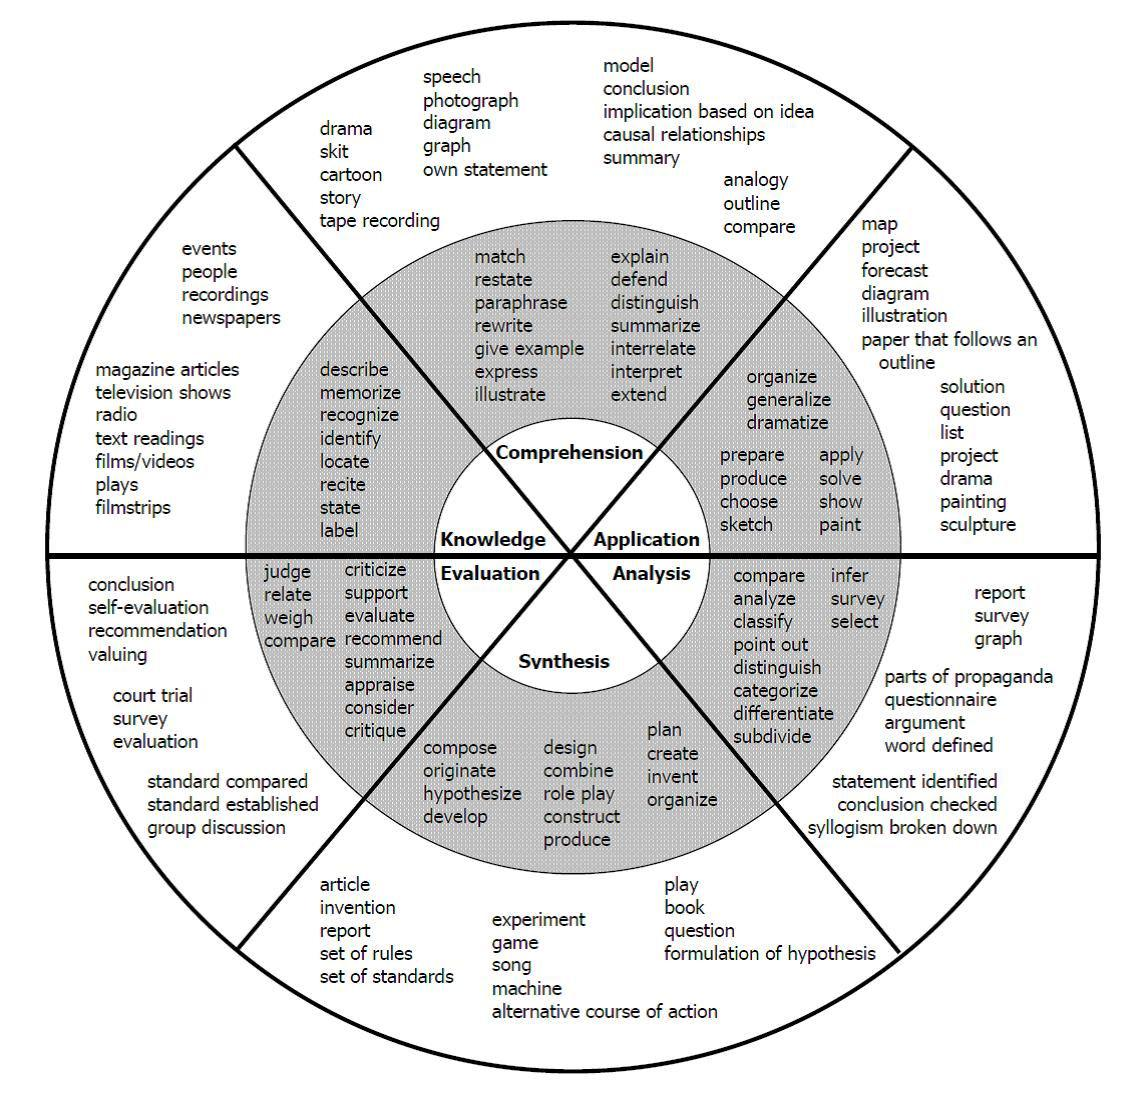 speech
photograph
diagram
graph
own statement
model
conclusion
implication based on idea
causal relationships
summary
drama
skit
cartoon
story
tape recording
analogy
outline
compare
match
restate
paraphrase
rewrite
give example
express
illustrate
explain
defend
distinguish
summarize
interrelate
interpret
extend
Comprehension
events
people
recordings
newspapers
magazine articles
television shows
radio
text readings
films/videos
plays
filmstrips
describe
memorize
recognize
identify
locate
recite
state
label
Knowledge
Application
organize
generalize
dramatize
prepare
produce
choose
sketch
apply
solve
show
paint
map
project
forecast
diagram
illustration
paper that follows an
outline
solution
question
list
project
drama
painting
sculpture
Evaluation
judge
relate
weigh
compare
criticize
support
evaluate
recommend
summarize
appraise
consider
critique
conclusion
self-evaluation
recommendation
valuing
court trial
survey
evaluation
standard compared
standard established
group discussion
Analysis
compare
analyze
classify
point out
distinguish
categorize
differentiate
subdivide
infer
survey
select
report
survey
graph
parts of propaganda
questionnaire
argument
word defined
statement identified
conclusion checked
syllogism broken down
Synthesis
compose
originate
hypothesize
develop
design
combine
role play
construct
produce
plan
create
invent
organize
article
invention
report
set of rules
set of standards
experiment
game
song
machine
alternative course of action
play
book
question
formulation of hypothesis